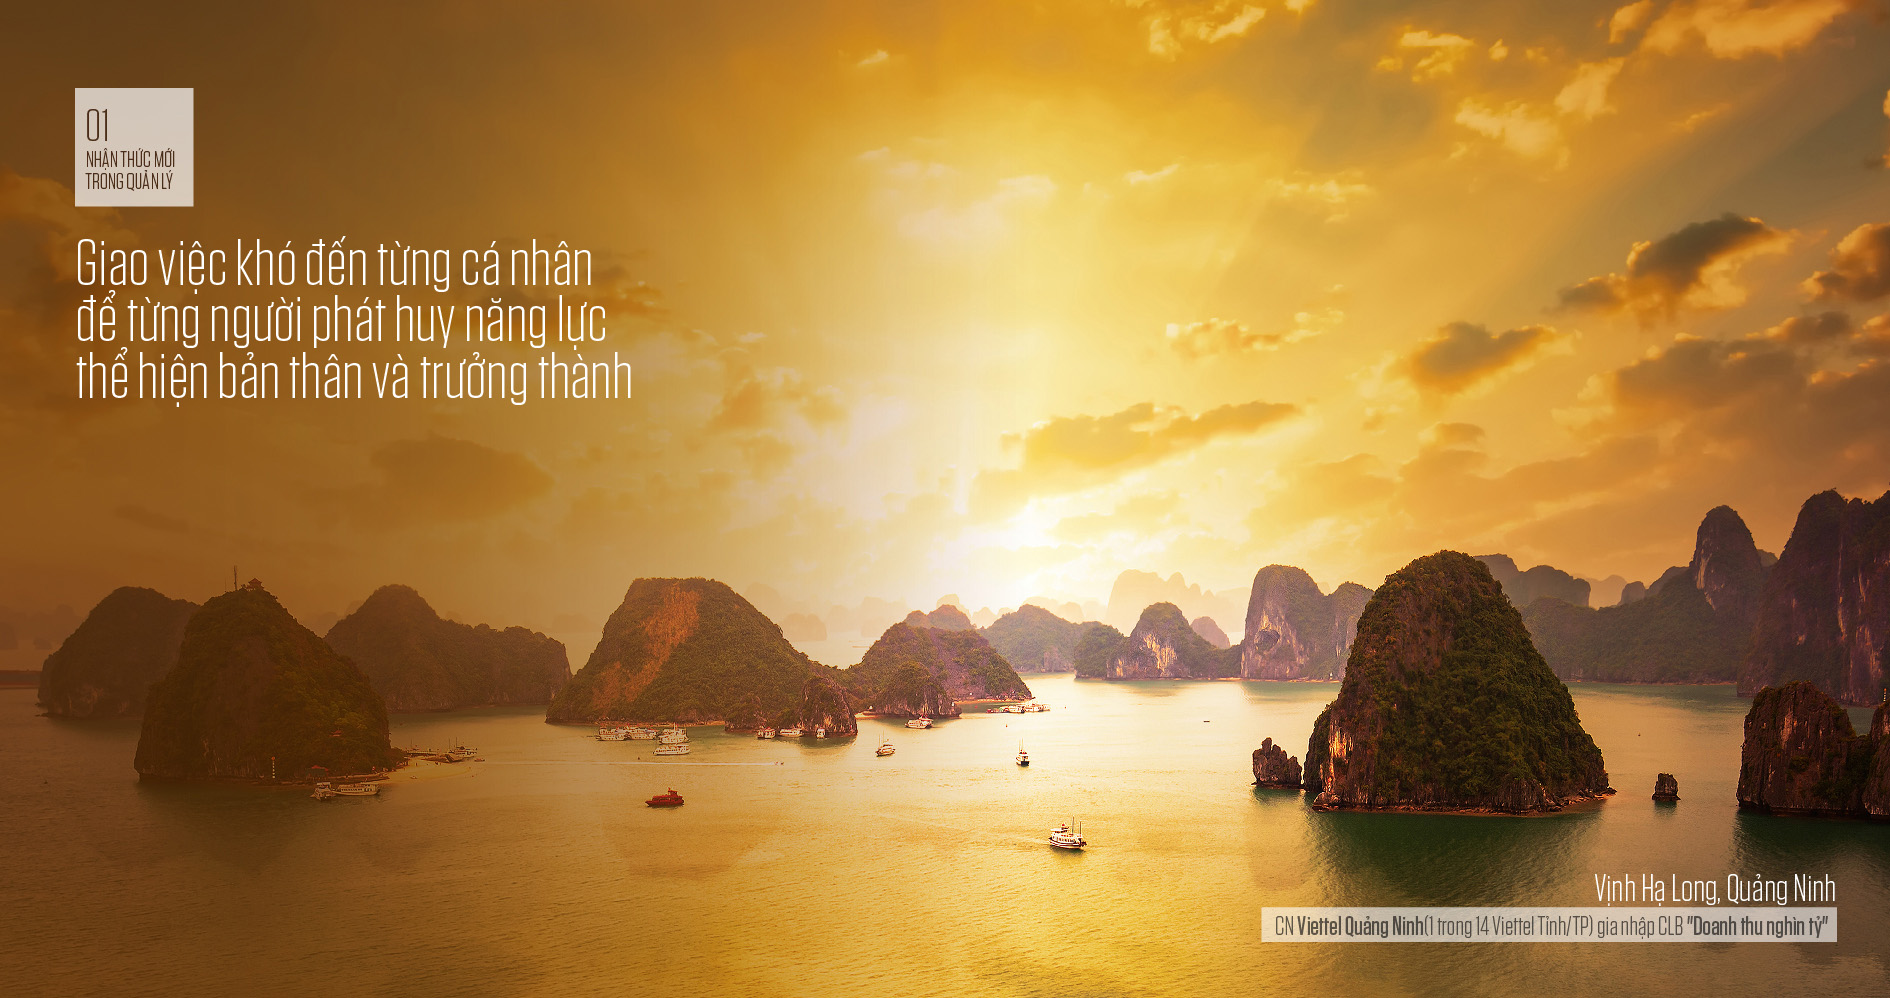 01
NHẬN THỨC MỚI
TRONG QUẢN LÝ
Giao việc khó đến từng cá nhân
để từng người phát huy năng lực
thể hiện bản thân và trưởng thành
Vịnh Hạ Long, Quảng Ninh
CN Viettel Quảng Ninh(1 trong 14 Viettel Tỉnh/TP) gia nhập CLB "Doanh thu nghìn tỷ"